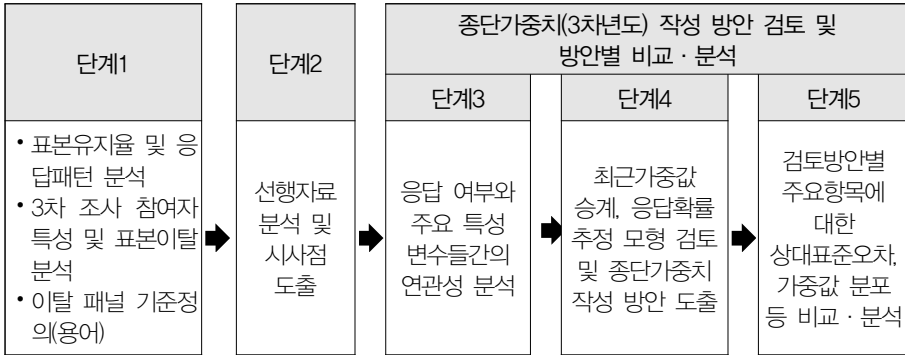 단계1
단계2
종단가중치(3차년도) 작성 방안 검토 및
방안별 비교 · 분석
단계3
단계4
단계5
• 표본유지율 및 응
답패턴 분석
• 3차 조사 참여자
특성 및 표본이탈
분석
• 이탈 패널 기준정
의(용어)
선행자료
분석 및
시사점
도출
응답 여부와
주요 특성
변수들간의
연관성 분석
최근가중값
승계, 응답확률
추정 모형 검토
및 종단가중치
작성 방안 도출
검토방안별
주요항목에
대한
상대표준오차,
가중값 분포
등 비교 · 분석